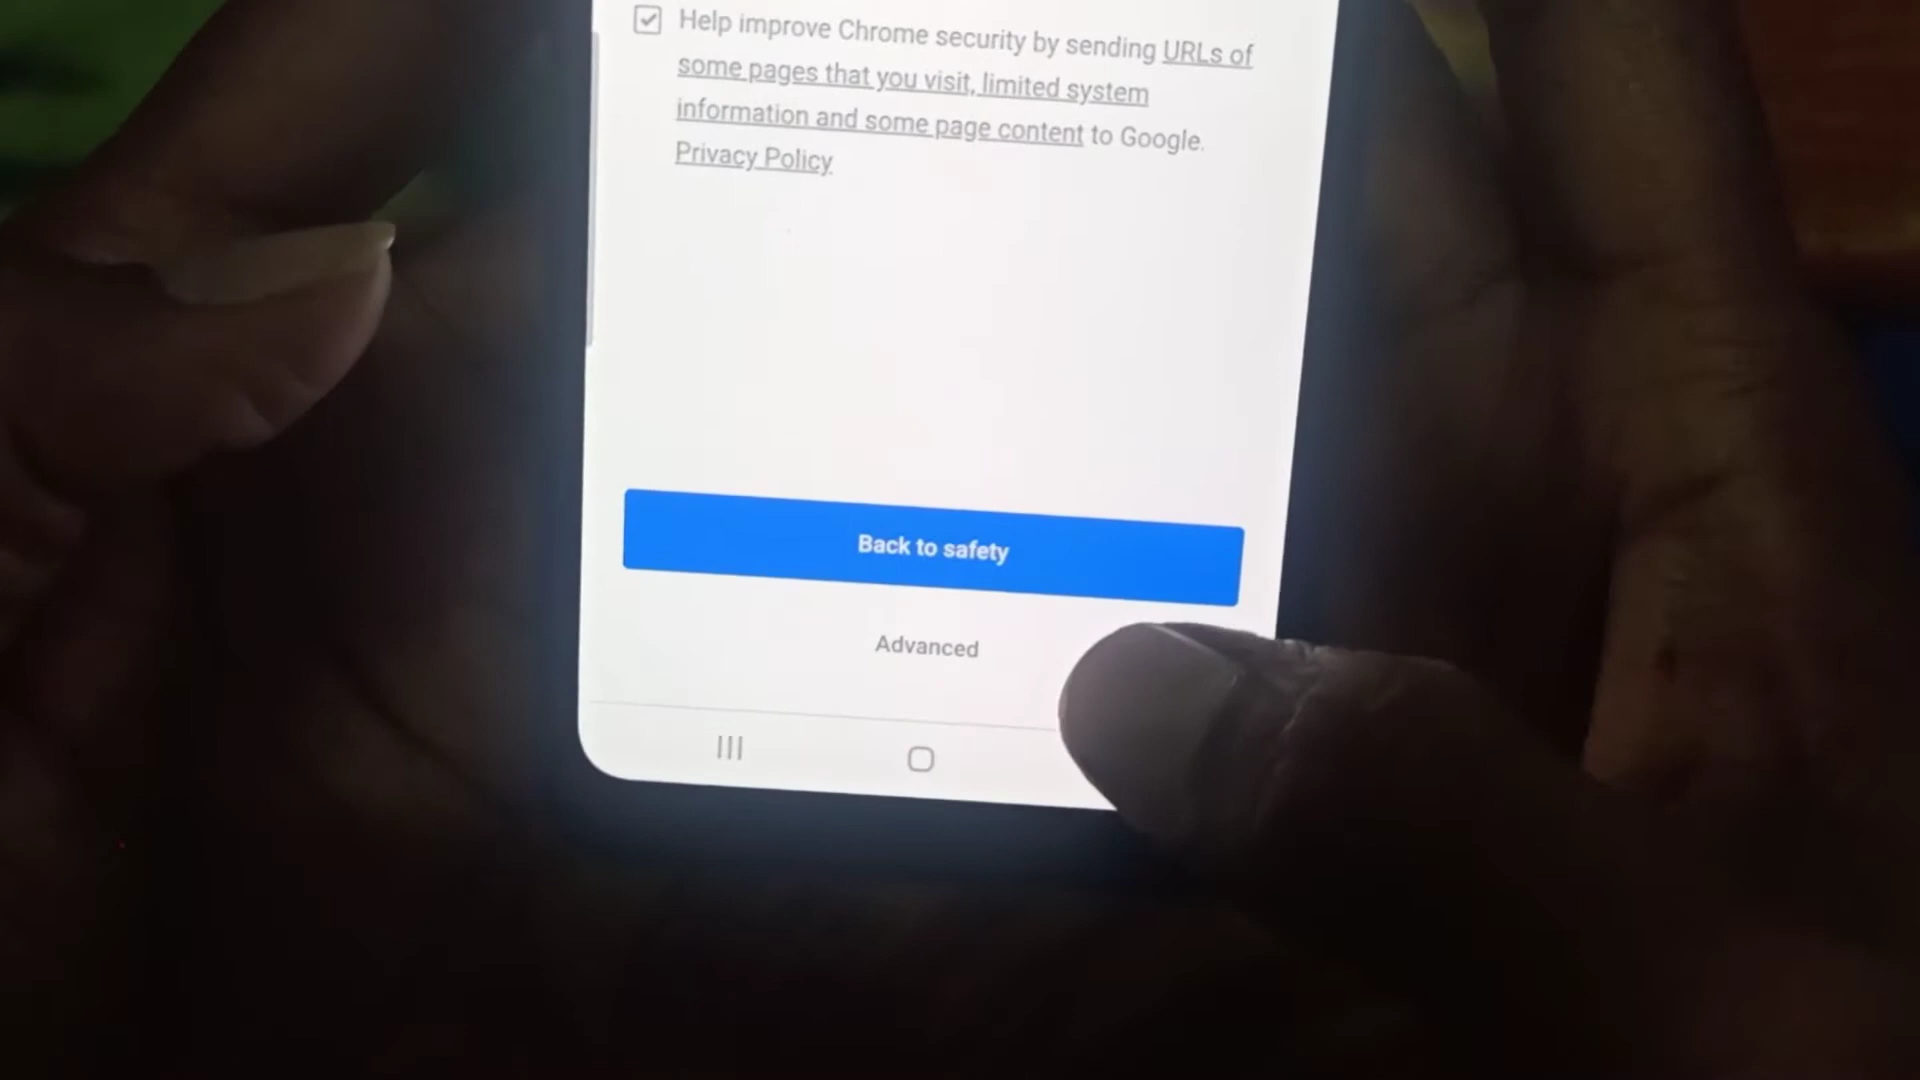 Help improve Chrome security by sending URLs of
some pages that you visit, limited system
information and some page content to Google.
Privacy Policy
Back to safety
Advanced